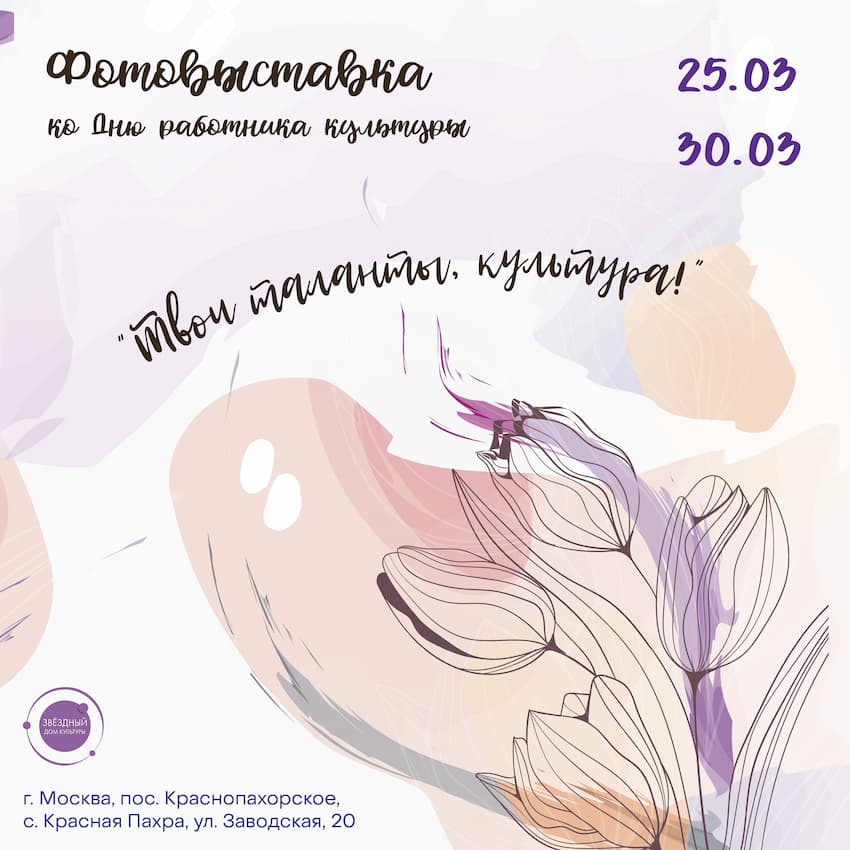 Фотовыставка
ко Дню работника культуры
25.03
30.03
"Твои таланты, культура!"
ЗВЁЗДНЫЙ
ДОМ КУЛЬТУРЫ
г. Москва, пос. Краснопахорское,
с. Красная Пахра, ул. Заводская, 20